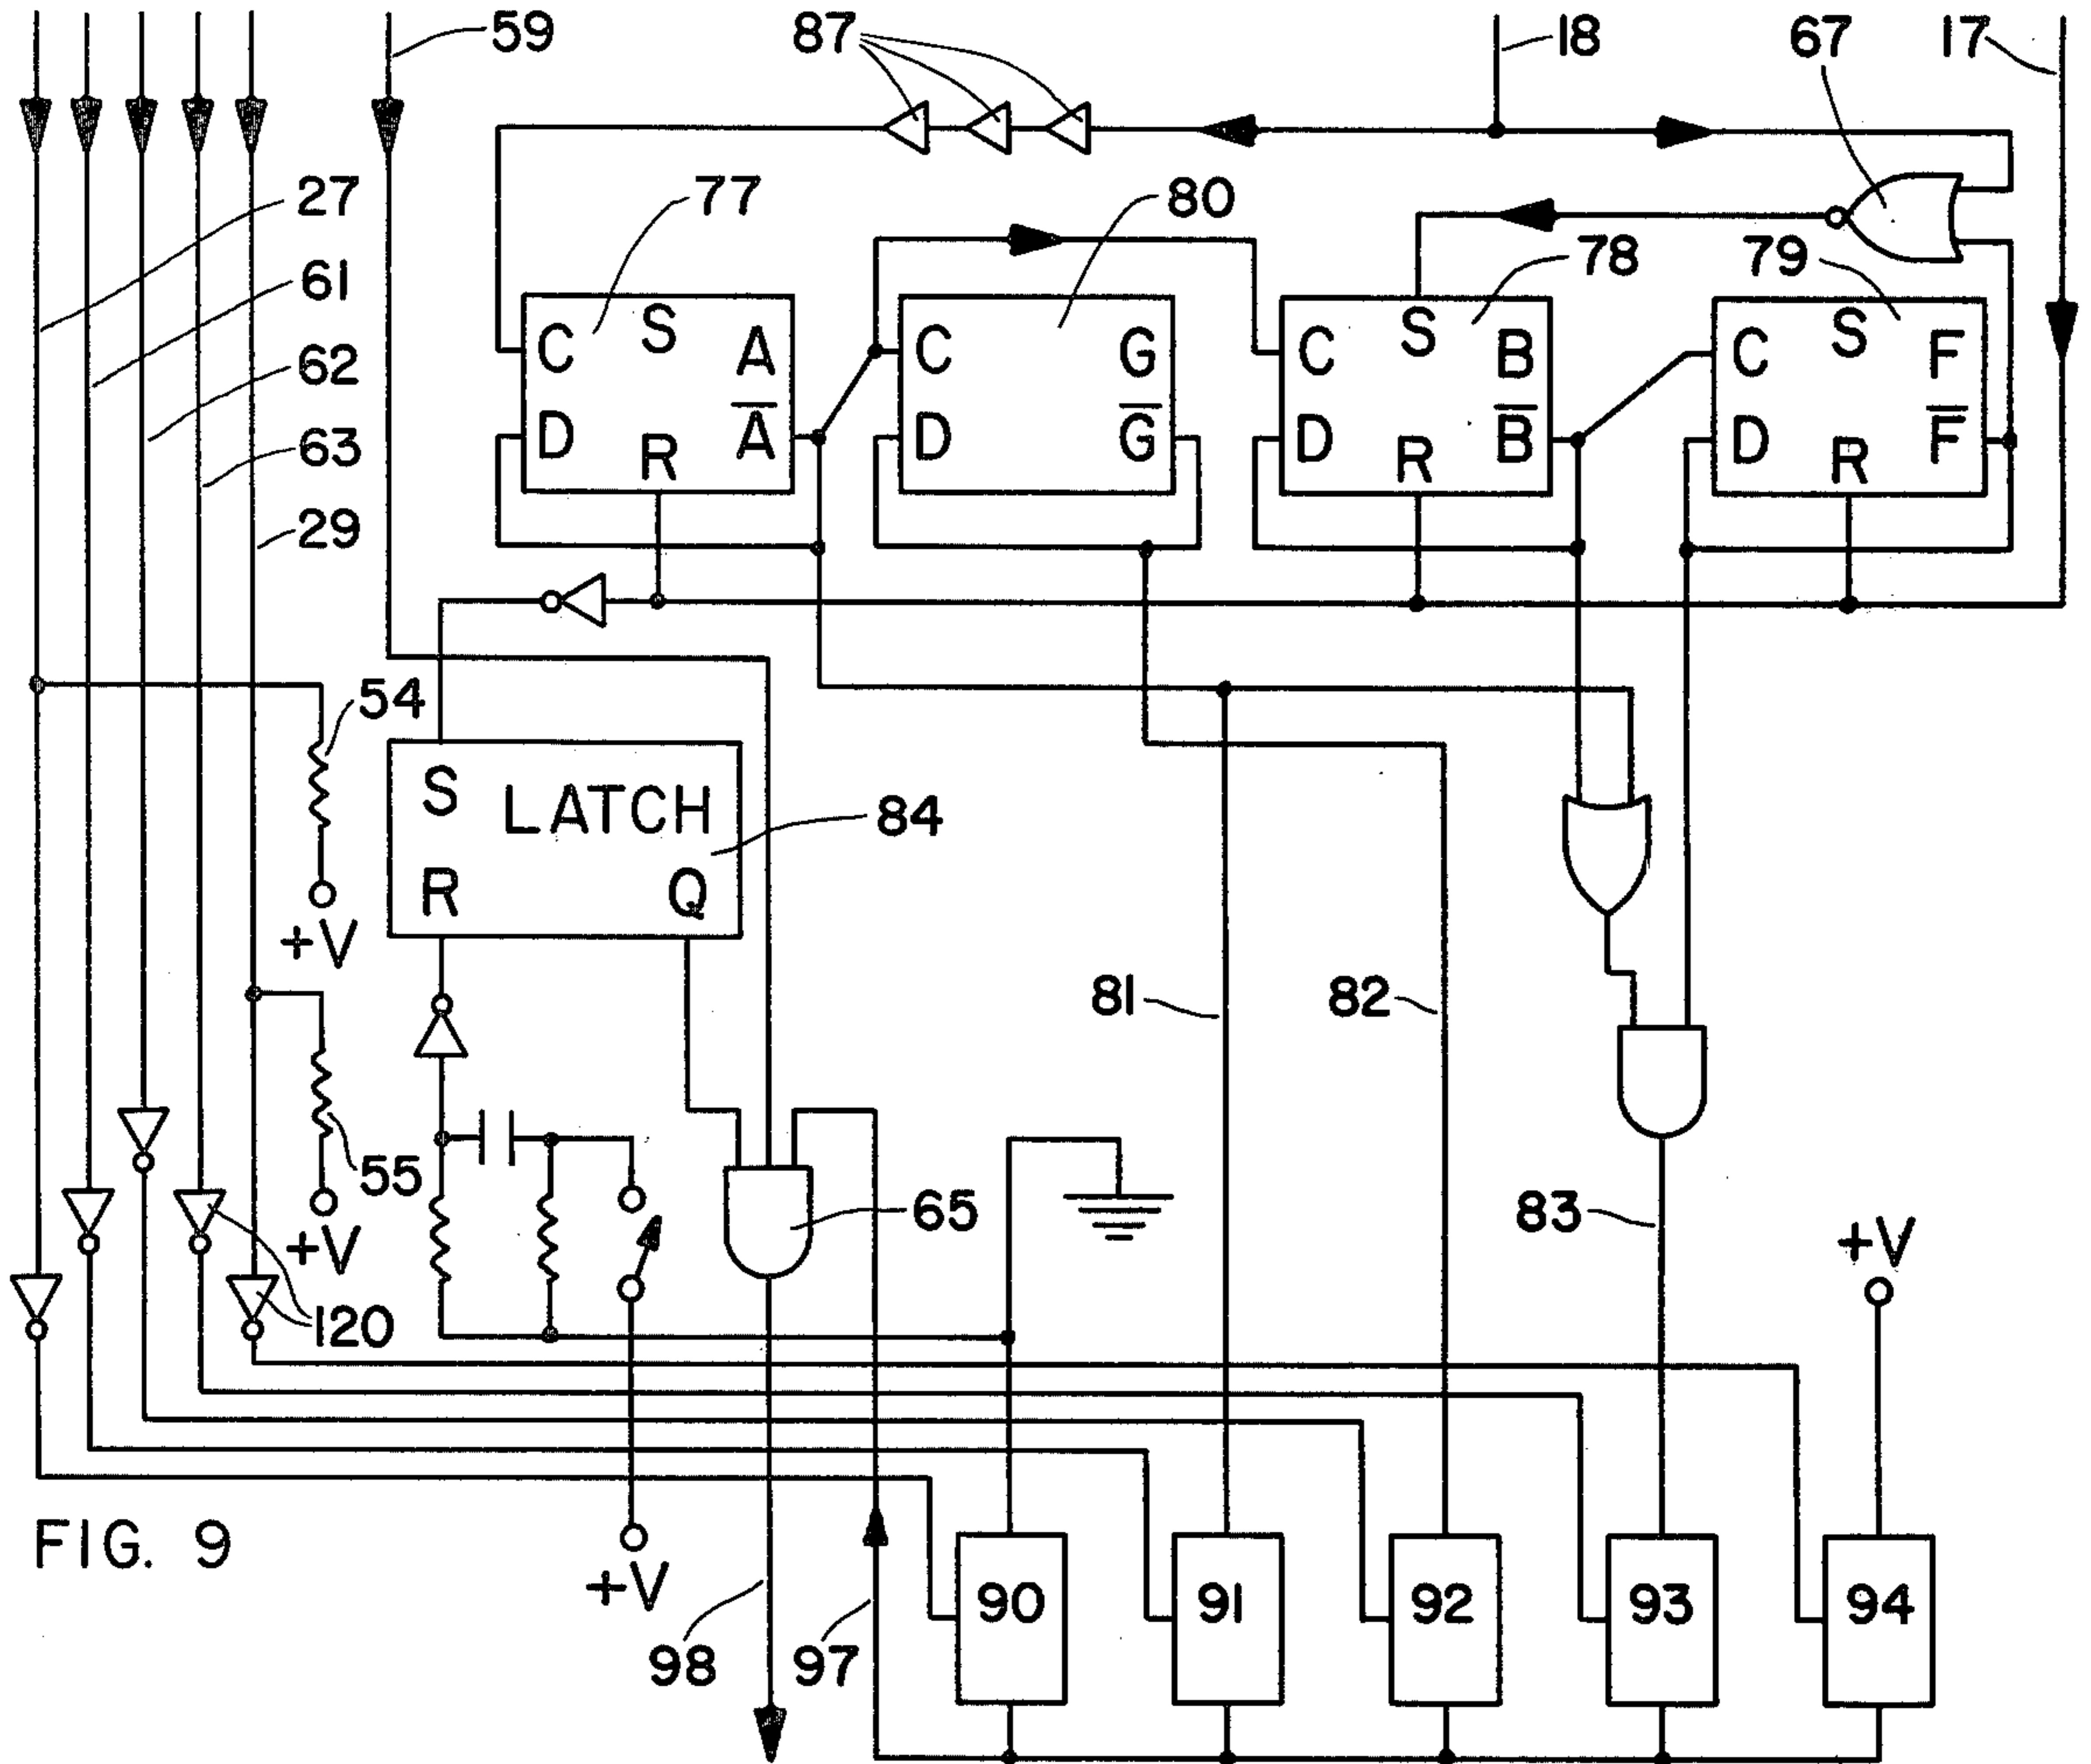 59 87 18 67 17
27 77 80 78 79
61
62
63
29
C S A
D R A̅
C G
D G̅
C S B
D R B̅
C S F
D R F̅
54
+V
S LATCH
R Q
84
81 82
55
+V
65
83
+V
120
FIG. 9
+V
98 97
90 91 92 93 94